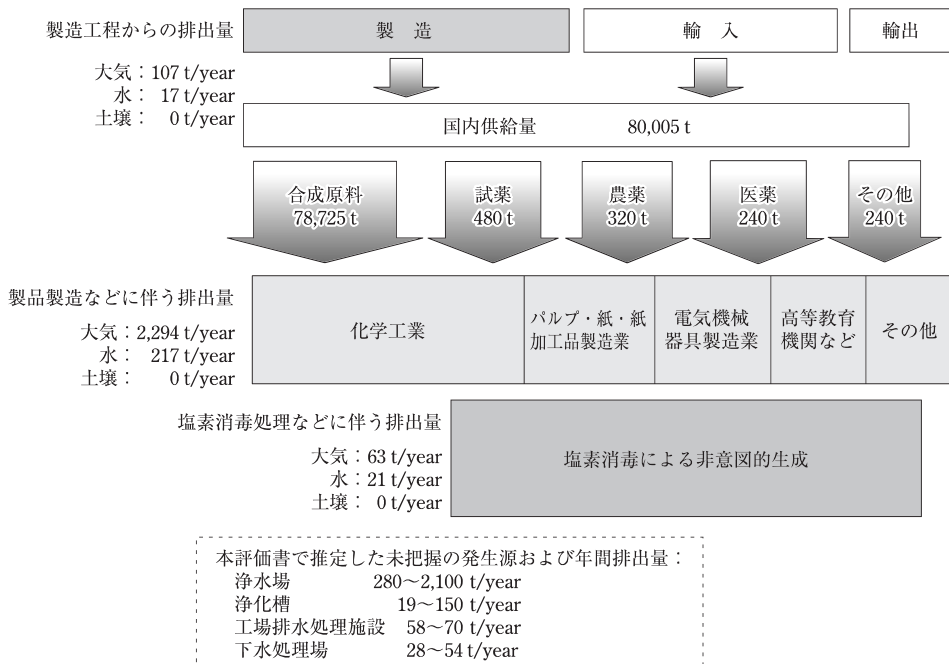 製造工程からの排出量
大気：107 t/year
水： 17 t/year
土壌： 0 t/year
製 造
輸 入
輸出
国内供給量 80,005 t
合成原料
78,725 t
試薬
480 t
農薬
320 t
医薬
240 t
その他
240 t
製品製造などに伴う排出量
大気：2,294 t/year
水： 217 t/year
土壌： 0 t/year
化学工業
パルプ・紙・紙
加工品製造業
電気機械
器具製造業
高等教育
機関など
その他
塩素消毒処理などに伴う排出量
大気：63 t/year
水：21 t/year
土壌： 0 t/year
塩素消毒による非意図的生成
本評価書で推定した未把握の発生源および年間排出量：
浄水場 280〜2,100 t/year
浄化槽 19〜150 t/year
工場排水処理施設 58〜70 t/year
下水処理場 28〜54 t/year